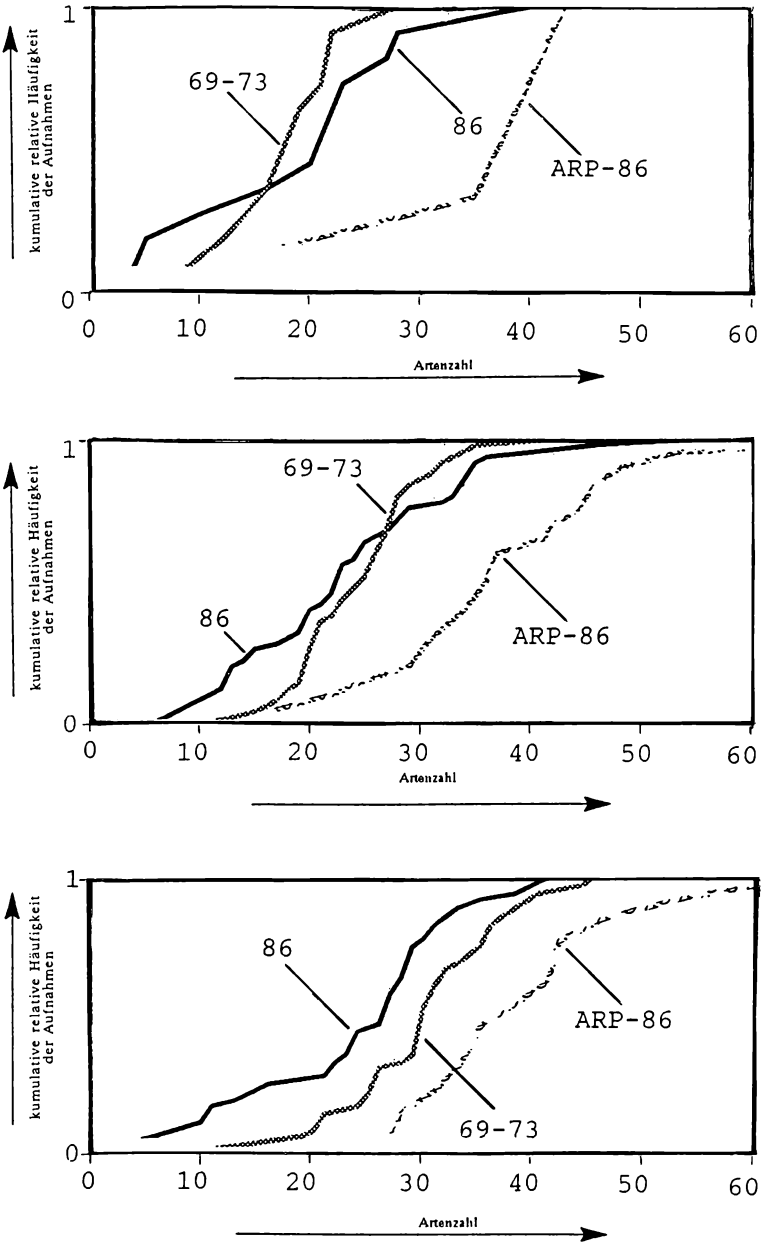 1
69-73
86
ARP-86
kumulative relative Häufigkeit
der Aufnahmen
0
0 10 20 30 40 50 60
Artenzahl
1
69-73
86
ARP-86
kumulative relative Häufigkeit
der Aufnahmen
0
0 10 20 30 40 50 60
Artenzahl
1
86
ARP-86
69-73
kumulative relative Häufigkeit
der Aufnahmen
0
0 10 20 30 40 50 60
Artenzahl